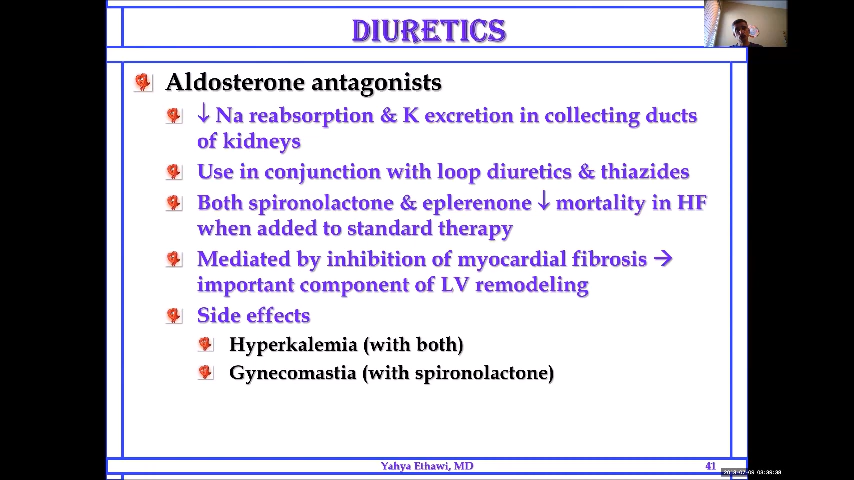 DIURETICS
Aldosterone antagonists
↓ Na reabsorption & K excretion in collecting ducts
of kidneys
Use in conjunction with loop diuretics & thiazides
Both spironolactone & eplerenone ↓ mortality in HF
when added to standard therapy
Mediated by inhibition of myocardial fibrosis →
important component of LV remodeling
Side effects
Hyperkalemia (with both)
Gynecomastia (with spironolactone)
Yahya Ethawi, MD
41